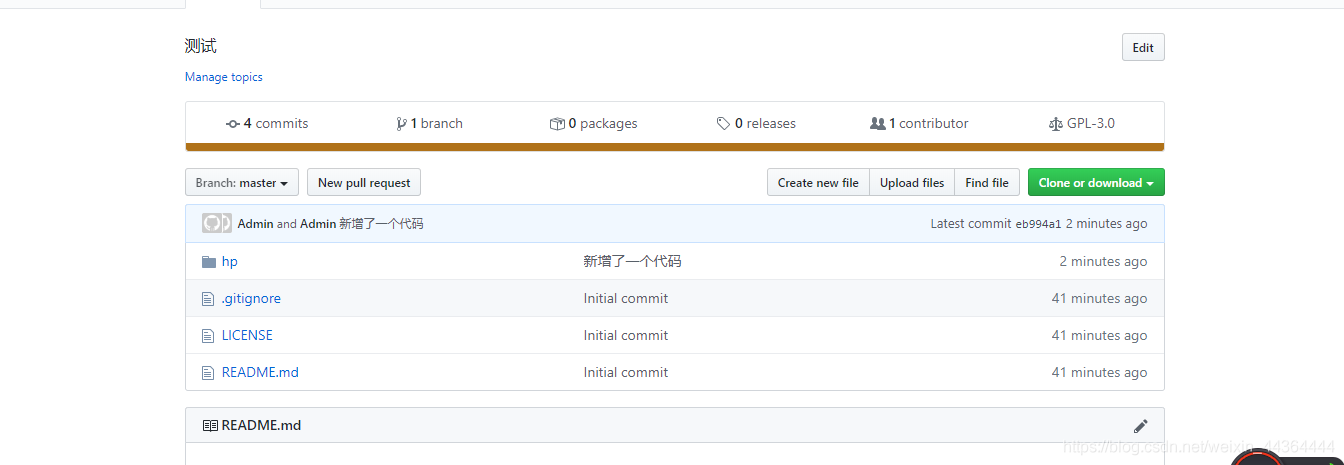 测试
Edit
Manage topics
4 commits 1 branch 0 packages 0 releases 1 contributor GPL-3.0
Branch: master New pull request Create new file Upload files Find file Clone or download
Admin and Admin 新增了一个代码 Latest commit eb994a1 2 minutes ago
hp 新增了一个代码 2 minutes ago
.gitignore Initial commit 41 minutes ago
LICENSE Initial commit 41 minutes ago
README.md Initial commit 41 minutes ago
README.md
https://blog.csdn.net/weixin_44364444